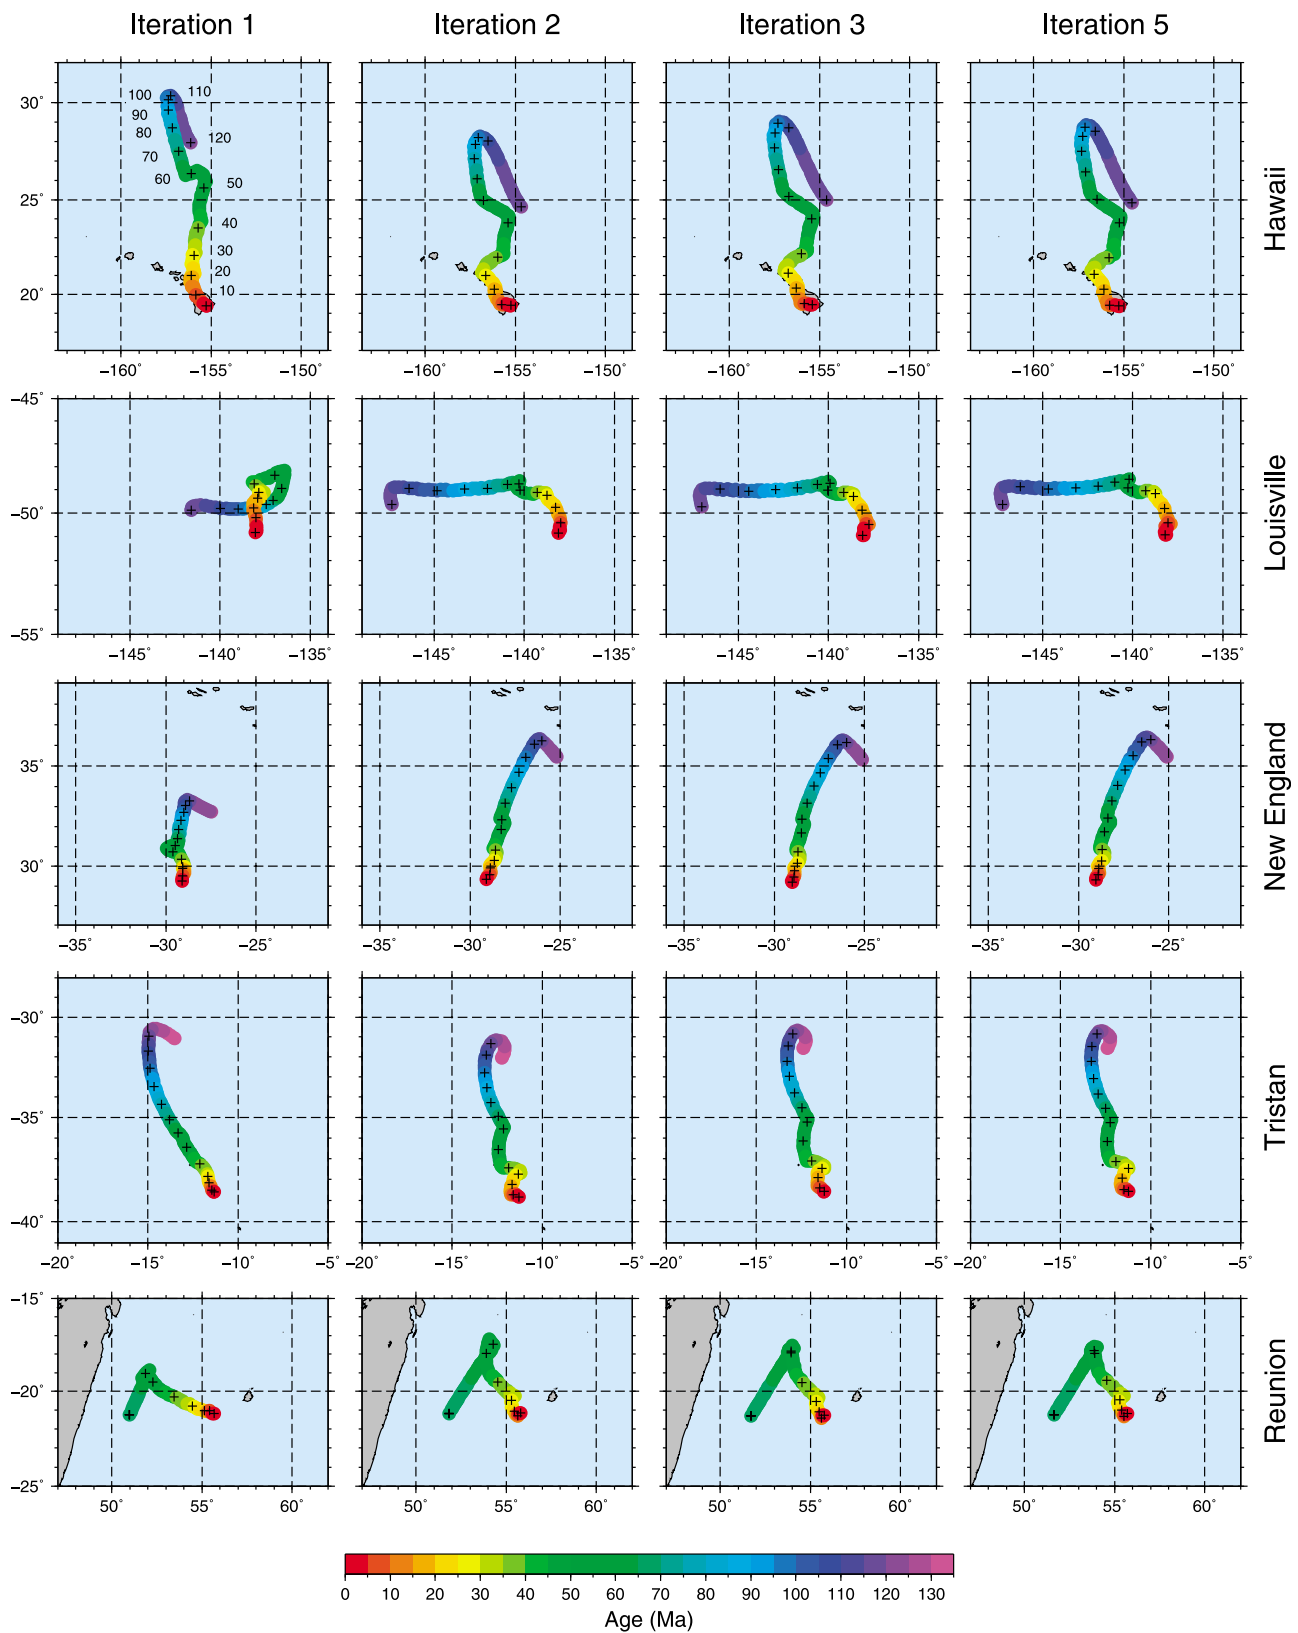 Iteration 1 Iteration 2 Iteration 3 Iteration 5
30° 100 110
90
80 120
70
60 50
25°
40
30
20
20° 10
Hawaii
−160° −155° −150° −160° −155° −150° −160° −155° −150° −160° −155° −150°
−45°
−50°
−55°
Louisville
−145° −140° −135° −145° −140° −135° −145° −140° −135° −145° −140° −135°
35°
30°
New England
−35° −30° −25° −35° −30° −25° −35° −30° −25° −35° −30° −25°
−30°
−35°
−40°
Tristan
−20° −15° −10° −5° −20° −15° −10° −5° −20° −15° −10° −5° −20° −15° −10° −5°
−15°
−20°
−25°
Reunion
50° 55° 60° 50° 55° 60° 50° 55° 60° 50° 55° 60°
0 10 20 30 40 50 60 70 80 90 100 110 120 130
Age (Ma)